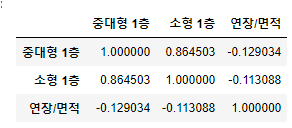 :
중대형 1층 소형 1층 연장/면적
중대형 1층 1.000000 0.864503 -0.129034
소형 1층 0.864503 1.000000 -0.113088
연장/면적 -0.129034 -0.113088 1.000000